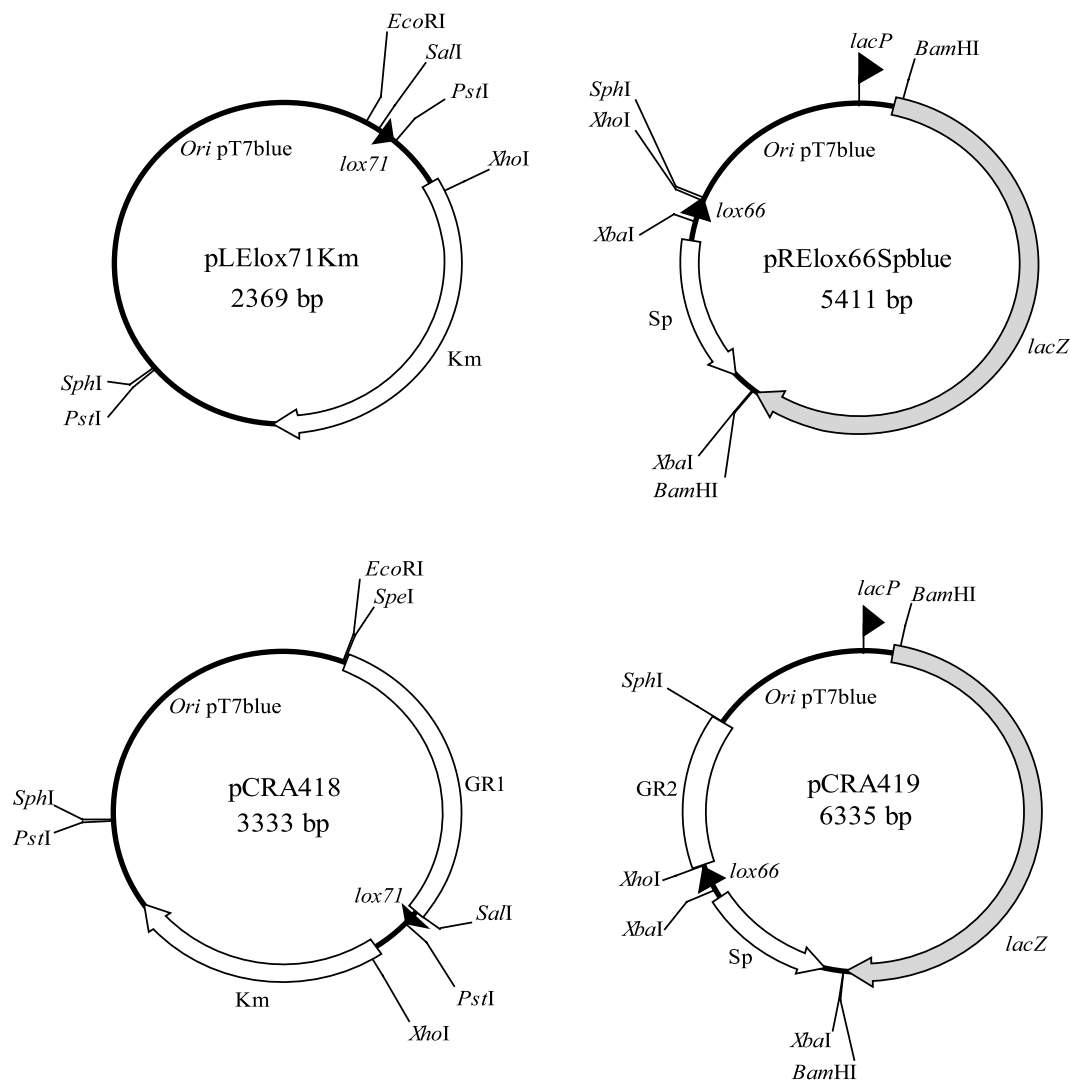 EcoRI
SalI
PstI
Ori pT7blue
lox71
XhoI
pLElox71Km
2369 bp
Km
SphI
PstI
lacP
BamHI
SphI
XhoI
Ori pT7blue
lox66
XbaI
pRElox66Spblue
5411 bp
Sp
lacZ
XbaI
BamHI
EcoRI
SpeI
Ori pT7blue
GR1
pCRA418
3333 bp
SphI
PstI
lox71
SalI
Km
PstI
XhoI
lacP
BamHI
SphI
Ori pT7blue
GR2
pCRA419
6335 bp
XhoI
lox66
XbaI
Sp
lacZ
XbaI
BamHI